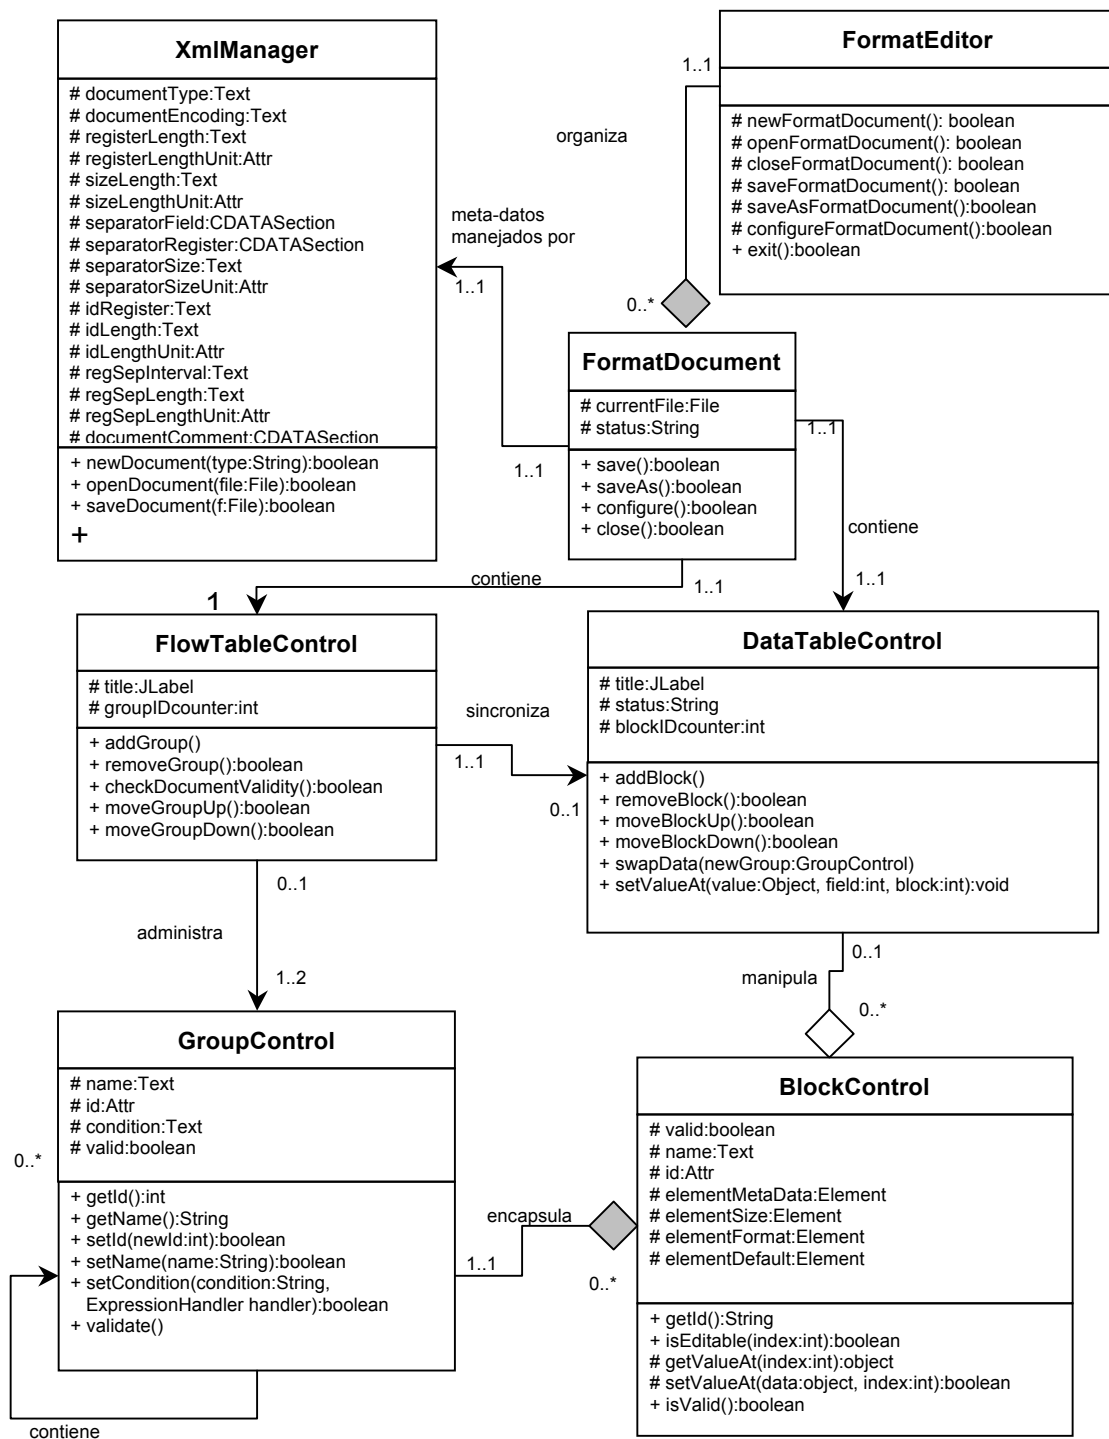 XmlManager
# documentType:Text
# documentEncoding:Text
# registerLength:Text
# registerLengthUnit:Attr
# sizeLength:Text
# sizeLengthUnit:Attr
# separatorField:CDATASection
# separatorRegister:CDATASection
# separatorSize:Text
# separatorSizeUnit:Attr
# idRegister:Text
# idLength:Text
# idLengthUnit:Attr
# regSepInterval:Text
# regSepLength:Text
# regSepLengthUnit:Attr
# documentComment:CDATASection
+ newDocument(type:String):boolean
+ openDocument(file:File):boolean
+ saveDocument(f:File):boolean
+
FormatEditor
# newFormatDocument(): boolean
# openFormatDocument(): boolean
# closeFormatDocument(): boolean
# saveFormatDocument(): boolean
# saveAsFormatDocument():boolean
# configureFormatDocument():boolean
+ exit():boolean
1..1
organiza
0..*
meta-datos
manejados por
1..1
1..1
FormatDocument
# currentFile:File
# status:String
+ save():boolean
+ saveAs():boolean
+ configure():boolean
+ close():boolean
1..1
contiene
1..1
contiene
1..1
1
FlowTableControl
# title:JLabel
# groupIDcounter:int
+ addGroup()
+ removeGroup():boolean
+ checkDocumentValidity():boolean
+ moveGroupUp():boolean
+ moveGroupDown():boolean
sincroniza
1..1
0..1
DataTableControl
# title:JLabel
# status:String
# blockIDcounter:int
+ addBlock()
+ removeBlock():boolean
+ moveBlockUp():boolean
+ moveBlockDown():boolean
+ swapData(newGroup:GroupControl)
+ setValueAt(value:Object, field:int, block:int):void
0..1
administra
1..2
0..1
manipula
0..*
GroupControl
# name:Text
# id:Attr
# condition:Text
# valid:boolean
0..*
+ getId():int
+ getName():String
+ setId(newId:int):boolean
+ setName(name:String):boolean
+ setCondition(condition:String,
ExpressionHandler handler):boolean
+ validate()
contiene
encapsula
1..1
0..*
BlockControl
# valid:boolean
# name:Text
# id:Attr
# elementMetaData:Element
# elementSize:Element
# elementFormat:Element
# elementDefault:Element
+ getId():String
+ isEditable(index:int):boolean
# getValueAt(index:int):object
# setValueAt(data:object, index:int):boolean
+ isValid():boolean